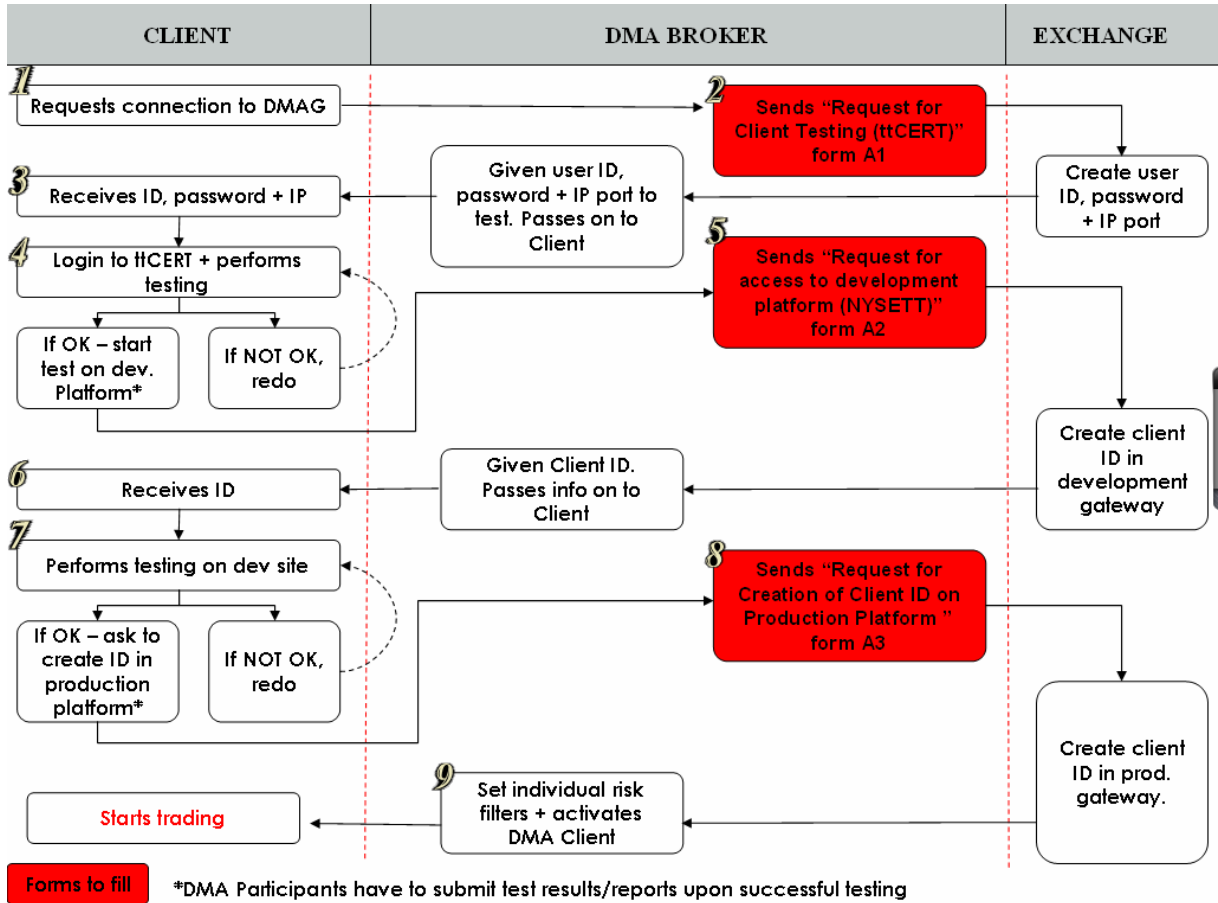 CLIENT
DMA BROKER
EXCHANGE
1
Requests connection to DMAG
2
Sends “Request for
Client Testing (ttCERT)”
form A1
Create user
ID, password
+ IP port
Given user ID,
password + IP port to
test. Passes on to
Client
3
Receives ID, password + IP
4
Login to ttCERT + performs
testing
If OK – start
test on dev.
Platform*
If NOT OK,
redo
5
Sends “Request for
access to development
platform (NYSETT)”
form A2
Create client
ID in
development
gateway
Given Client ID.
Passes info on to
Client
6
Receives ID
7
Performs testing on dev site
If OK – ask to
create ID in
production
platform*
If NOT OK,
redo
8
Sends “Request for
Creation of Client ID on
Production Platform ”
form A3
Create client
ID in prod.
gateway.
9
Set individual risk
filters + activates
DMA Client
Starts trading
Forms to fill
*DMA Participants have to submit test results/reports upon successful testing